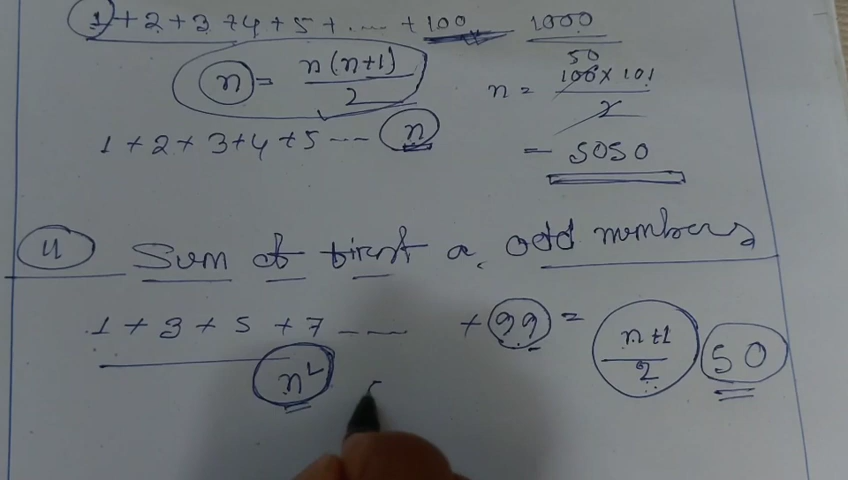 1 + 2 + 3 + 4 + 5 + .... + 100 1000
n = n(n+1) / 2
n = 100 × 101 / 2
50
1 + 2 + 3 + 4 + 5 --- n
= 5050
4 Sum of first n odd numbers
1 + 3 + 5 + 7 --- + 99 = n+1 / 2 50
n²